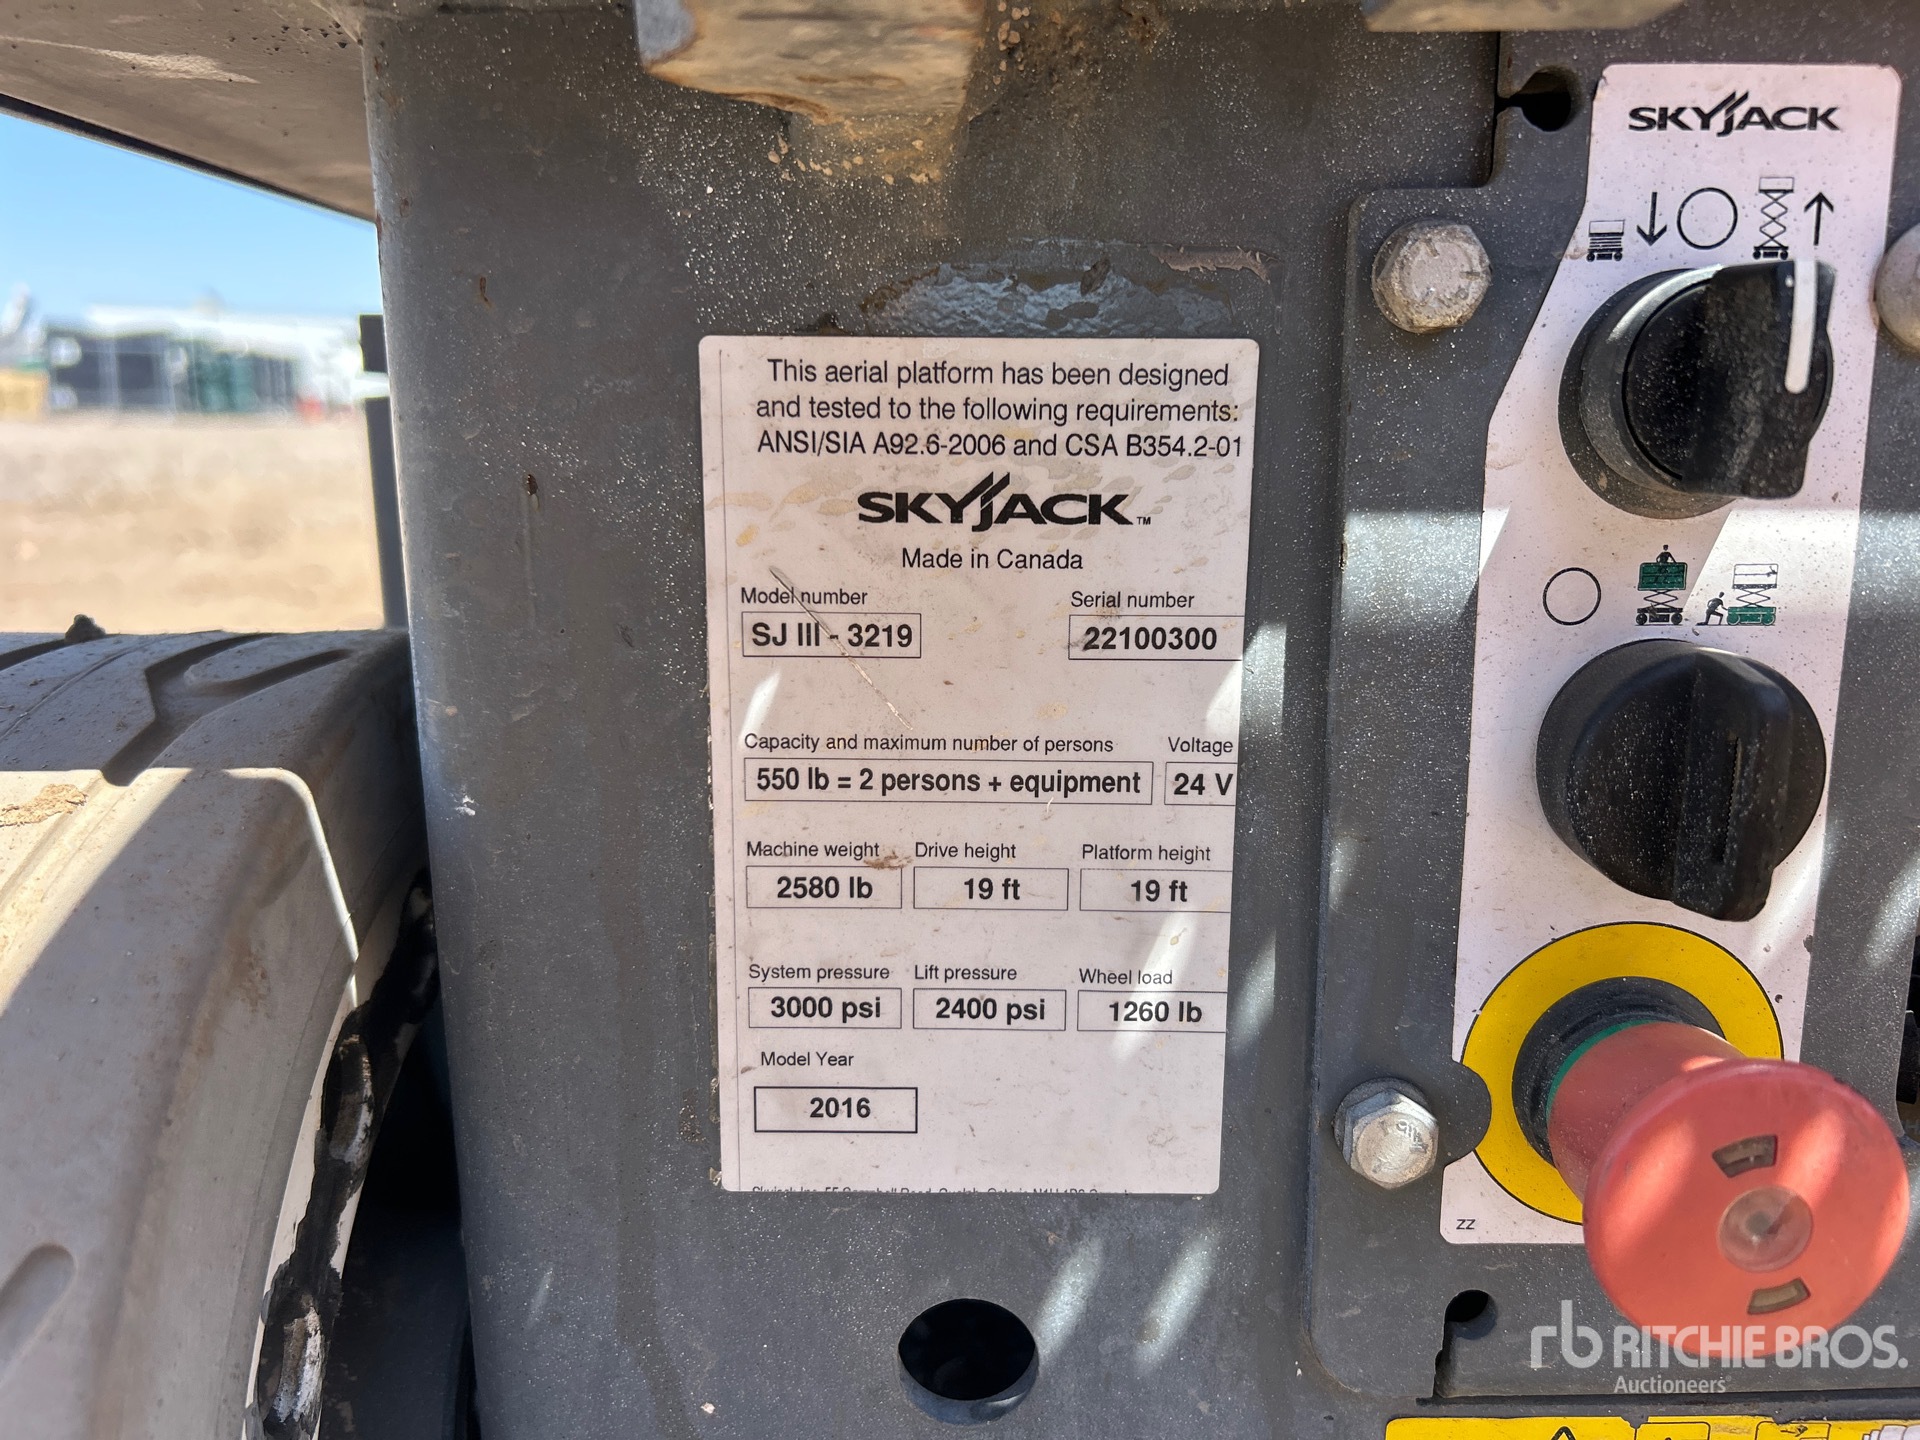 This aerial platform has been designed
and tested to the following requirements:
ANSI/SIA A92.6-2006 and CSA B354.2-01
SKYJACK™
Made in Canada
Model number Serial number
SJ III - 3219 22100300
Capacity and maximum number of persons Voltage
550 lb = 2 persons + equipment 24 V
Machine weight Drive height Platform height
2580 lb 19 ft 19 ft
System pressure Lift pressure Wheel load
3000 psi 2400 psi 1260 lb
Model Year
2016
SKYJACK
ZZ
rb RITCHIE BROS.
Auctioneers